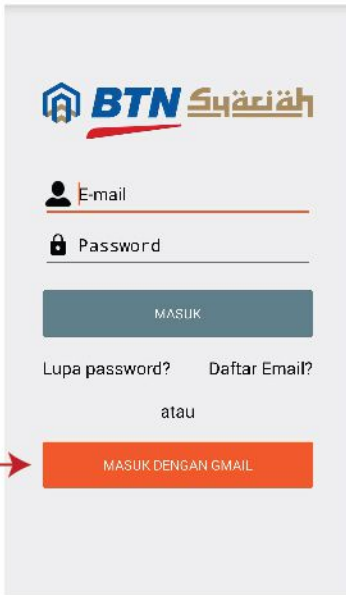 BTN Syariah
E-mail
Password
MASUK
Lupa password? Daftar Email?
atau
MASUK DENGAN GMAIL